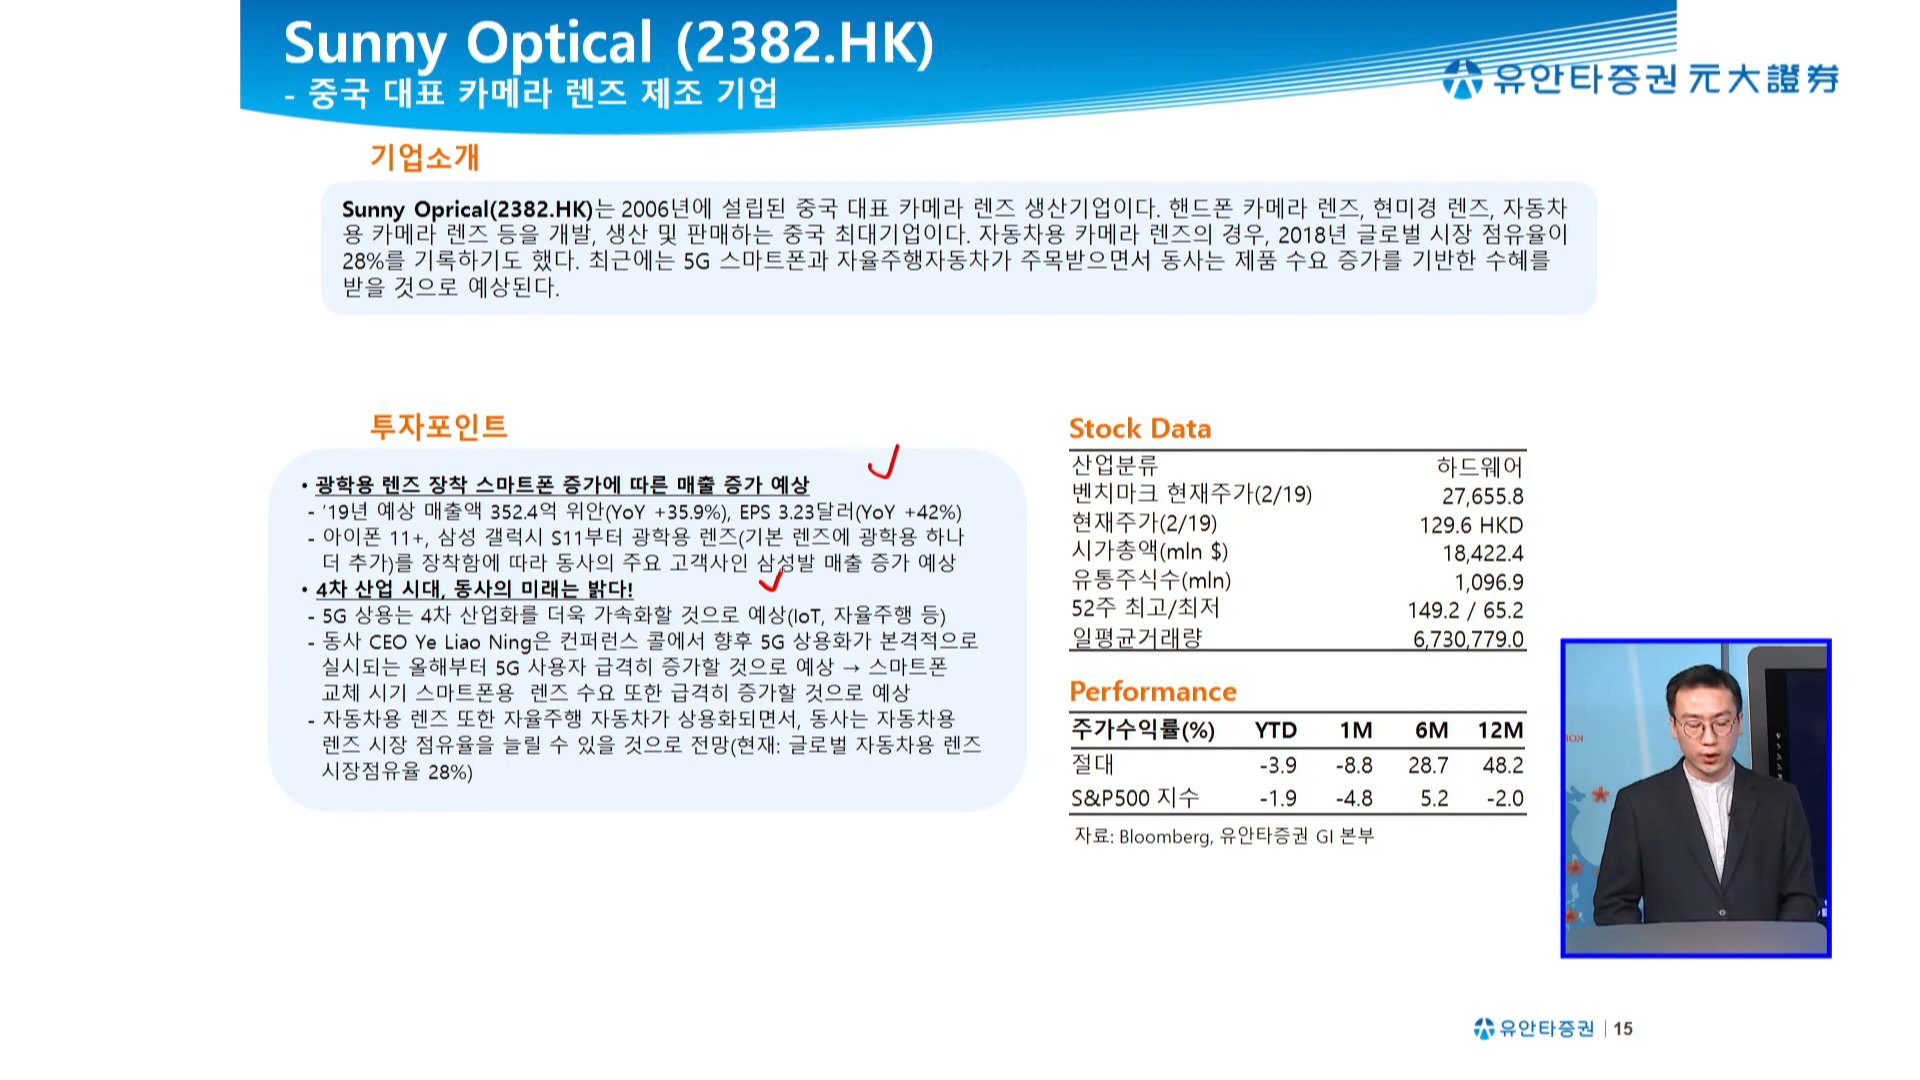 Sunny Optical (2382.HK)
- 중국 대표 카메라 렌즈 제조 기업
유안타증권 元大證券
기업소개
Sunny Oprical(2382.HK)는 2006년에 설립된 중국 대표 카메라 렌즈 생산기업이다. 핸드폰 카메라 렌즈, 현미경 렌즈, 자동차
용 카메라 렌즈 등을 개발, 생산 및 판매하는 중국 최대기업이다. 자동차용 카메라 렌즈의 경우, 2018년 글로벌 시장 점유율이
28%를 기록하기도 했다. 최근에는 5G 스마트폰과 자율주행자동차가 주목받으면서 동사는 제품 수요 증가를 기반한 수혜를
받을 것으로 예상된다.
투자포인트
• 광학용 렌즈 장착 스마트폰 증가에 따른 매출 증가 예상
- '19년 예상 매출액 352.4억 위안(YoY +35.9%), EPS 3.23달러(YoY +42%)
- 아이폰 11+, 삼성 갤럭시 S11부터 광학용 렌즈(기본 렌즈에 광학용 하나
더 추가)를 장착함에 따라 동사의 주요 고객사인 삼성발 매출 증가 예상
• 4차 산업 시대, 동사의 미래는 밝다!
- 5G 상용는 4차 산업화를 더욱 가속화할 것으로 예상(IoT, 자율주행 등)
- 동사 CEO Ye Liao Ning은 컨퍼런스 콜에서 향후 5G 상용화가 본격적으로
실시되는 올해부터 5G 사용자 급격히 증가할 것으로 예상 → 스마트폰
교체 시기 스마트폰용 렌즈 수요 또한 급격히 증가할 것으로 예상
- 자동차용 렌즈 또한 자율주행 자동차가 상용화되면서, 동사는 자동차용
렌즈 시장 점유율을 늘릴 수 있을 것으로 전망(현재: 글로벌 자동차용 렌즈
시장점유율 28%)
Stock Data
산업분류 하드웨어
벤치마크 현재주가(2/19) 27,655.8
현재주가(2/19) 129.6 HKD
시가총액(mln $) 18,422.4
유통주식수(mln) 1,096.9
52주 최고/최저 149.2 / 65.2
일평균거래량 6,730,779.0
Performance
주가수익률(%) YTD 1M 6M 12M
절대 -3.9 -8.8 28.7 48.2
S&P500 지수 -1.9 -4.8 5.2 -2.0
자료: Bloomberg, 유안타증권 GI 본부
유안타증권 | 15